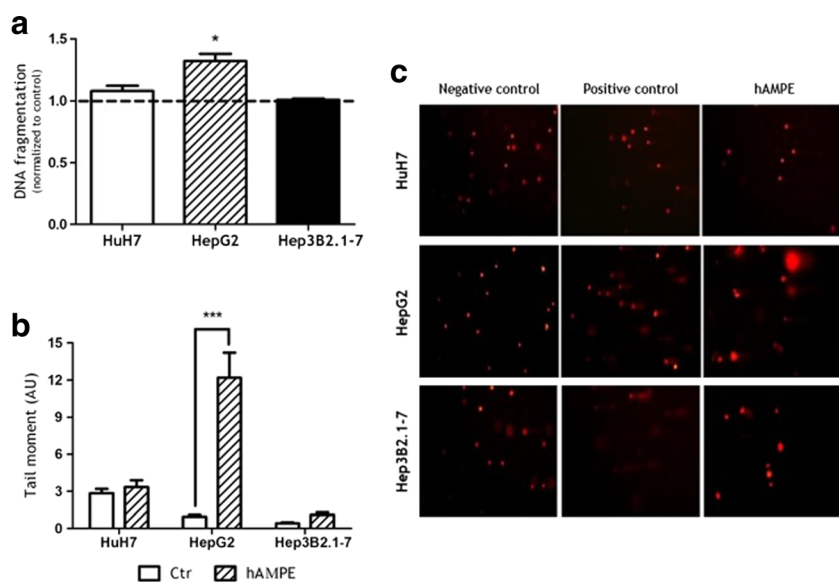 a
DNA fragmentation
(normalized to control)
1.5
1.0
0.5
0.0
*
HuH7 HepG2 Hep3B2.1-7
b
Tail moment (AU)
15
12
9
6
3
0
***
HuH7 HepG2 Hep3B2.1-7
Ctr hAMPE
c
Negative control Positive control hAMPE
HuH7
HepG2
Hep3B2.1-7